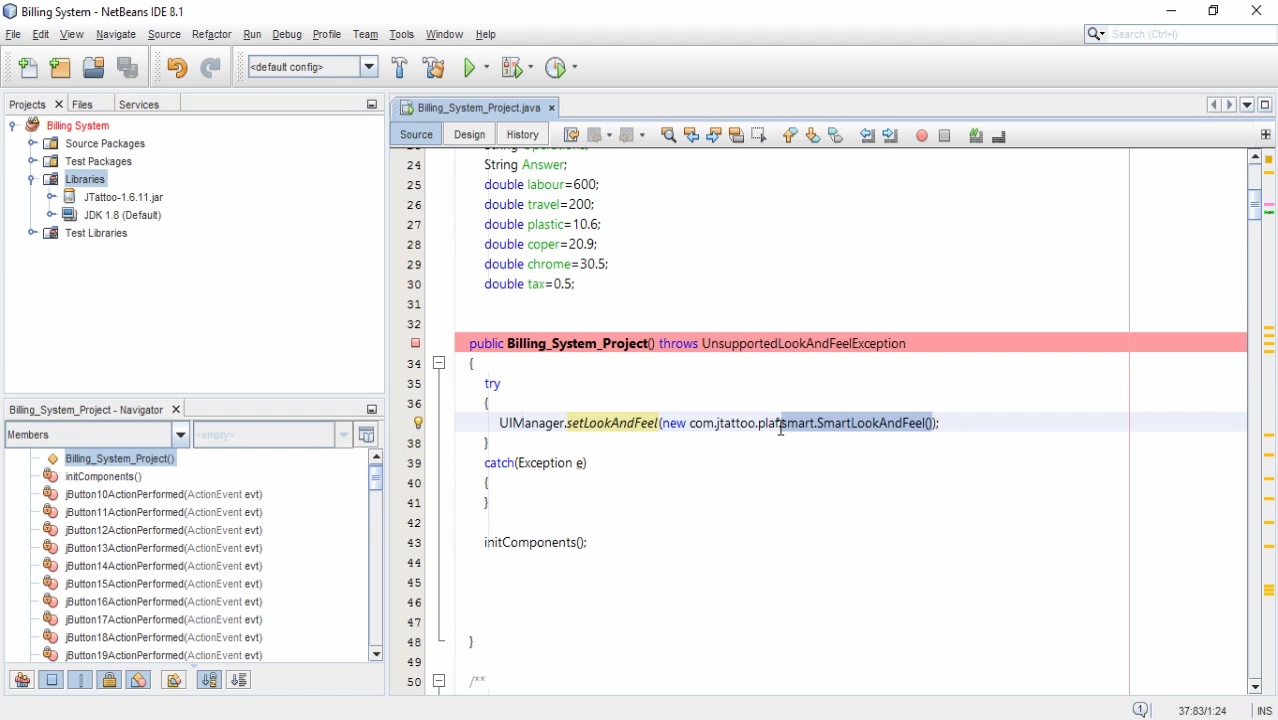 Billing System - NetBeans IDE 8.1
File Edit View Navigate Source Refactor Run Debug Profile Team Tools Window Help
Search (Ctrl+I)
<default config>
Projects Files Services
Billing System
Source Packages
Test Packages
Libraries
JTattoo-1.6.11.jar
JDK 1.8 (Default)
Test Libraries
Billing_System_Project - Navigator
Members <empty>
Billing_System_Project()
initComponents()
jButton10ActionPerformed(ActionEvent evt)
jButton11ActionPerformed(ActionEvent evt)
jButton12ActionPerformed(ActionEvent evt)
jButton13ActionPerformed(ActionEvent evt)
jButton14ActionPerformed(ActionEvent evt)
jButton15ActionPerformed(ActionEvent evt)
jButton16ActionPerformed(ActionEvent evt)
jButton17ActionPerformed(ActionEvent evt)
jButton18ActionPerformed(ActionEvent evt)
jButton19ActionPerformed(ActionEvent evt)
Billing_System_Project.java
Source Design History
24 String Answer;
25 double labour=600;
26 double travel=200;
27 double plastic=10.6;
28 double coper=20.9;
29 double chrome=30.5;
30 double tax=0.5;
31
32
public Billing_System_Project() throws UnsupportedLookAndFeelException
34 {
35 try
36 {
UIManager.setLookAndFeel(new com.jtattoo.plaf.smart.SmartLookAndFeel());
38 }
39 catch(Exception e)
40 {
41 }
42
43 initComponents();
44
45
46
47
48 }
49
50 /**
37:83/1:24 INS